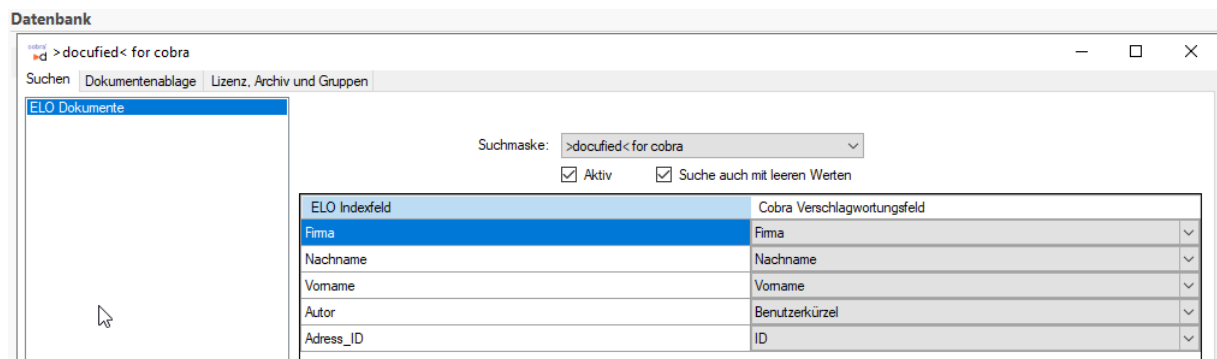 Datenbank
cobra
>docufied< for cobra
Suchen Dokumentenablage Lizenz, Archiv und Gruppen
ELO Dokumente
Suchmaske: >docufied< for cobra
Aktiv Suche auch mit leeren Werten
ELO Indexfeld Cobra Verschlagwortungsfeld
Firma Firma
Nachname Nachname
Vorname Vorname
Autor Benutzerkürzel
Adress_ID ID